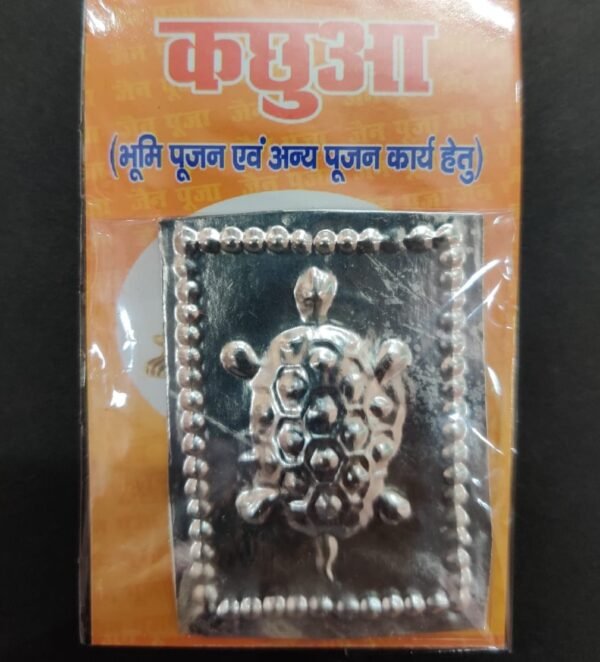 कछुआ
(भूमि पूजन एवं अन्य पूजन कार्य हेतु)
जैन पूजा
जैन पूजा
जैन पूजा